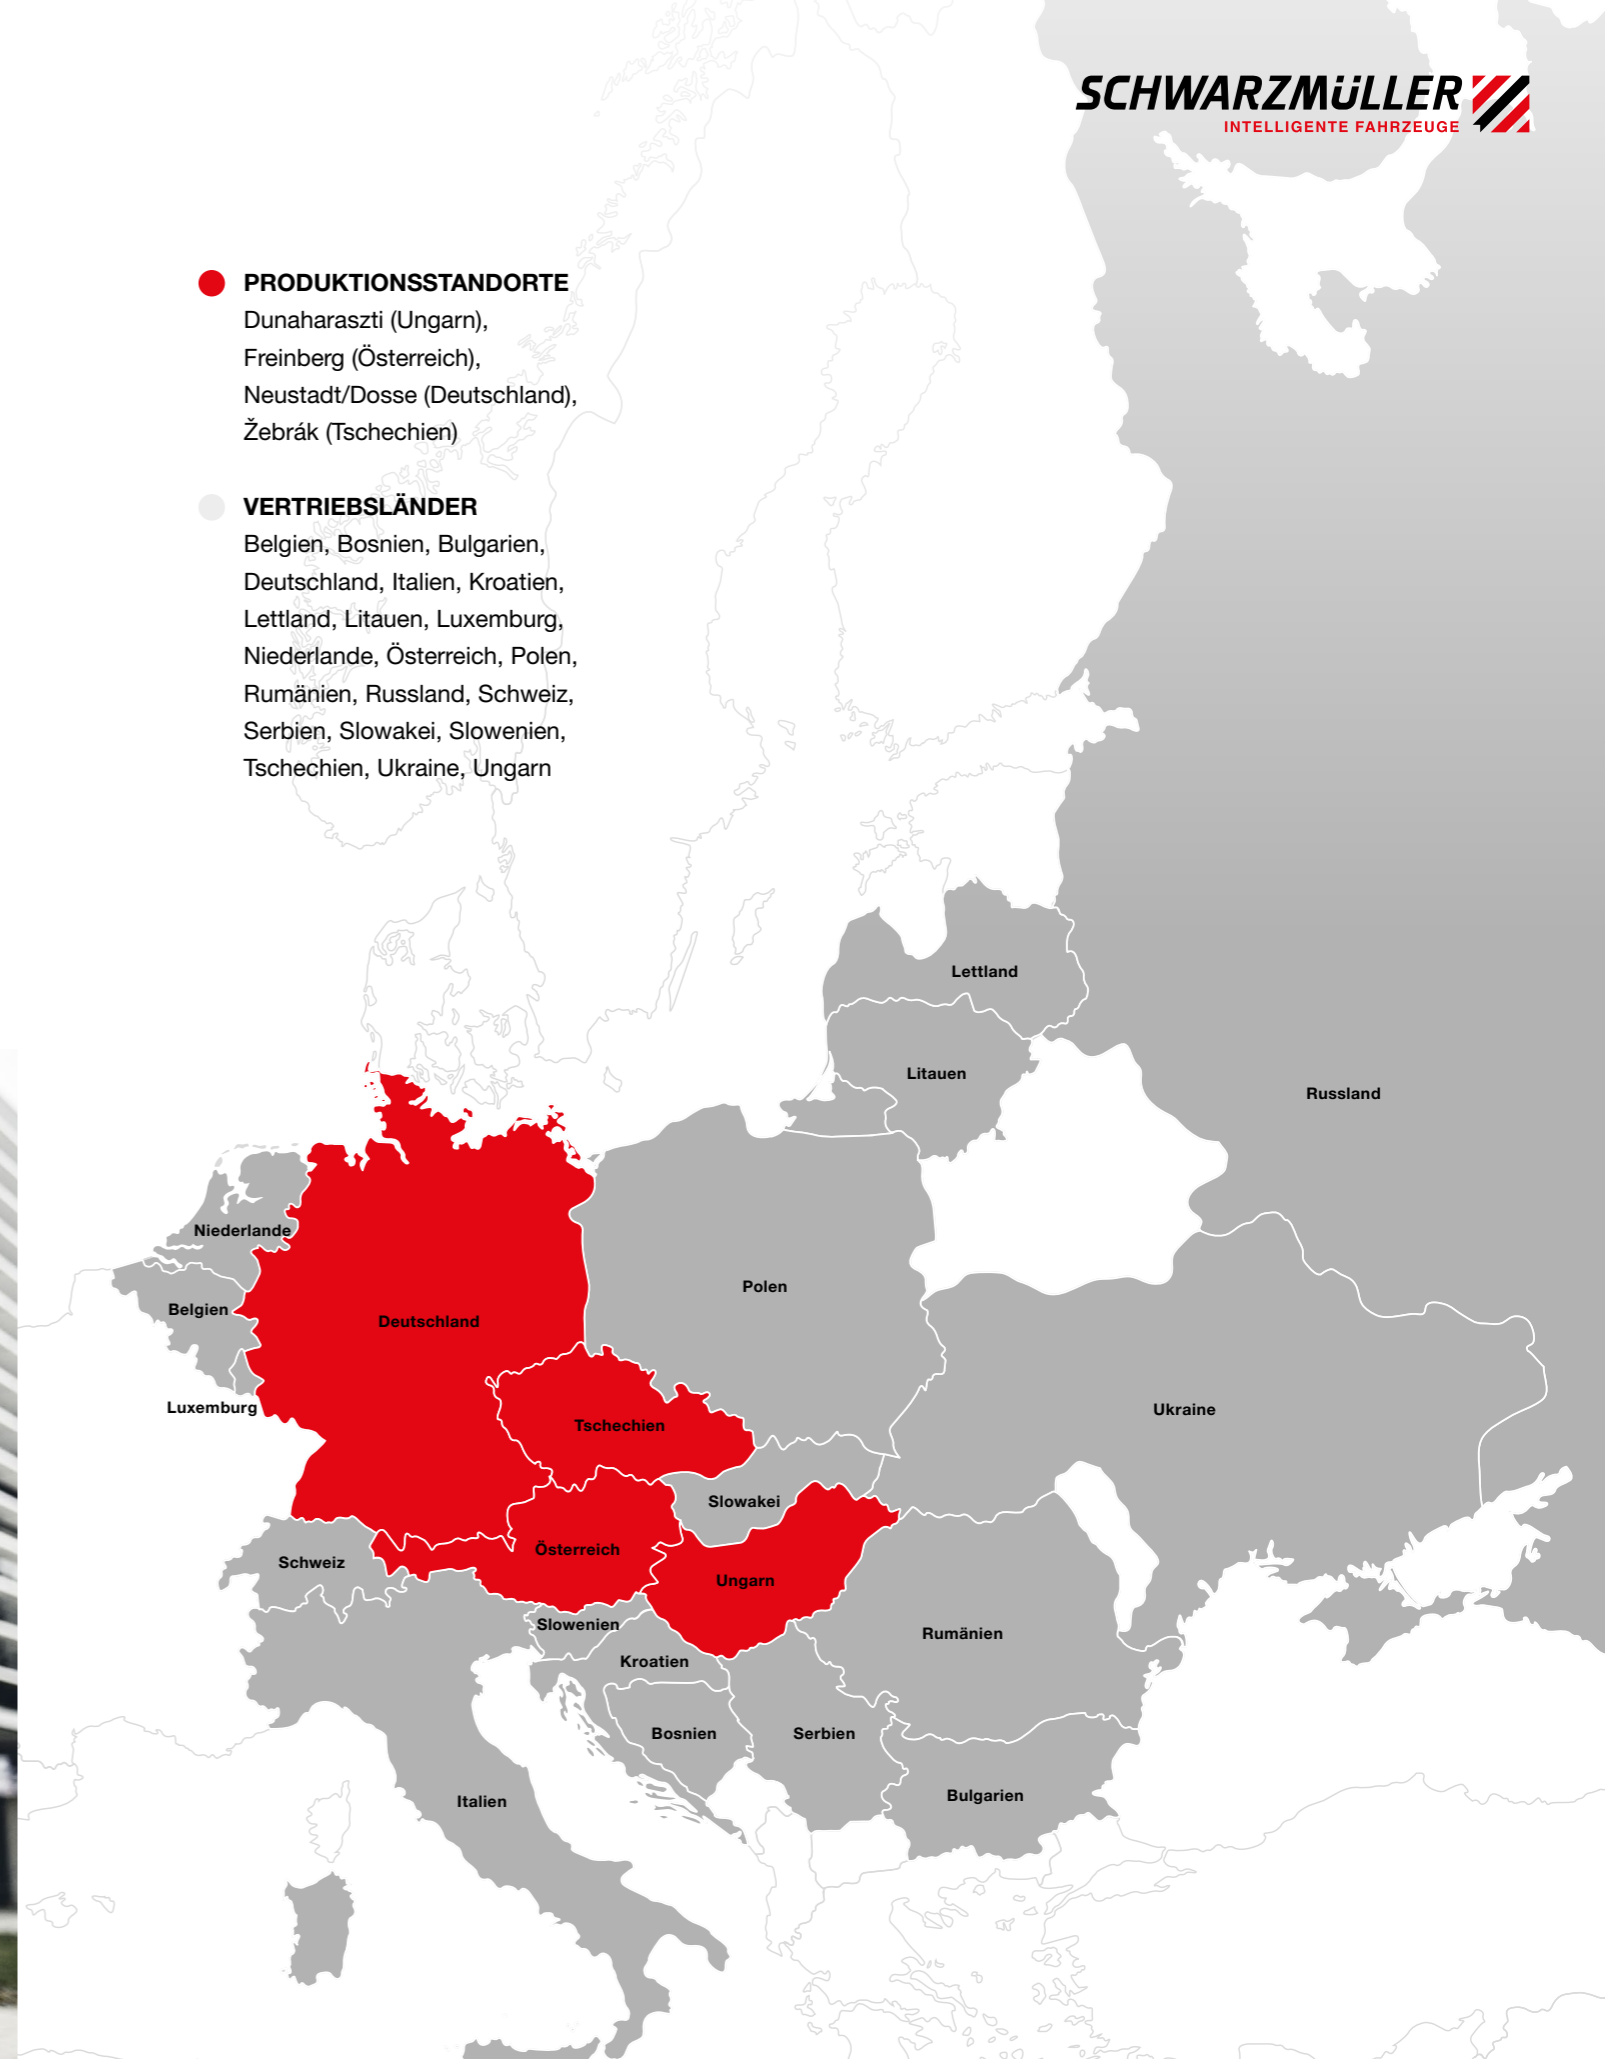 SCHWARZMÜLLER
INTELLIGENTE FAHRZEUGE
PRODUKTIONSSTANDORTE
Dunaharaszti (Ungarn),
Freinberg (Österreich),
Neustadt/Dosse (Deutschland),
Žebrák (Tschechien)
VERTRIEBSLÄNDER
Belgien, Bosnien, Bulgarien,
Deutschland, Italien, Kroatien,
Lettland, Litauen, Luxemburg,
Niederlande, Österreich, Polen,
Rumänien, Russland, Schweiz,
Serbien, Slowakei, Slowenien,
Tschechien, Ukraine, Ungarn
Lettland
Litauen
Russland
Niederlande
Polen
Belgien
Deutschland
Luxemburg
Ukraine
Tschechien
Slowakei
Österreich
Schweiz
Ungarn
Slowenien
Rumänien
Kroatien
Bosnien
Serbien
Bulgarien
Italien